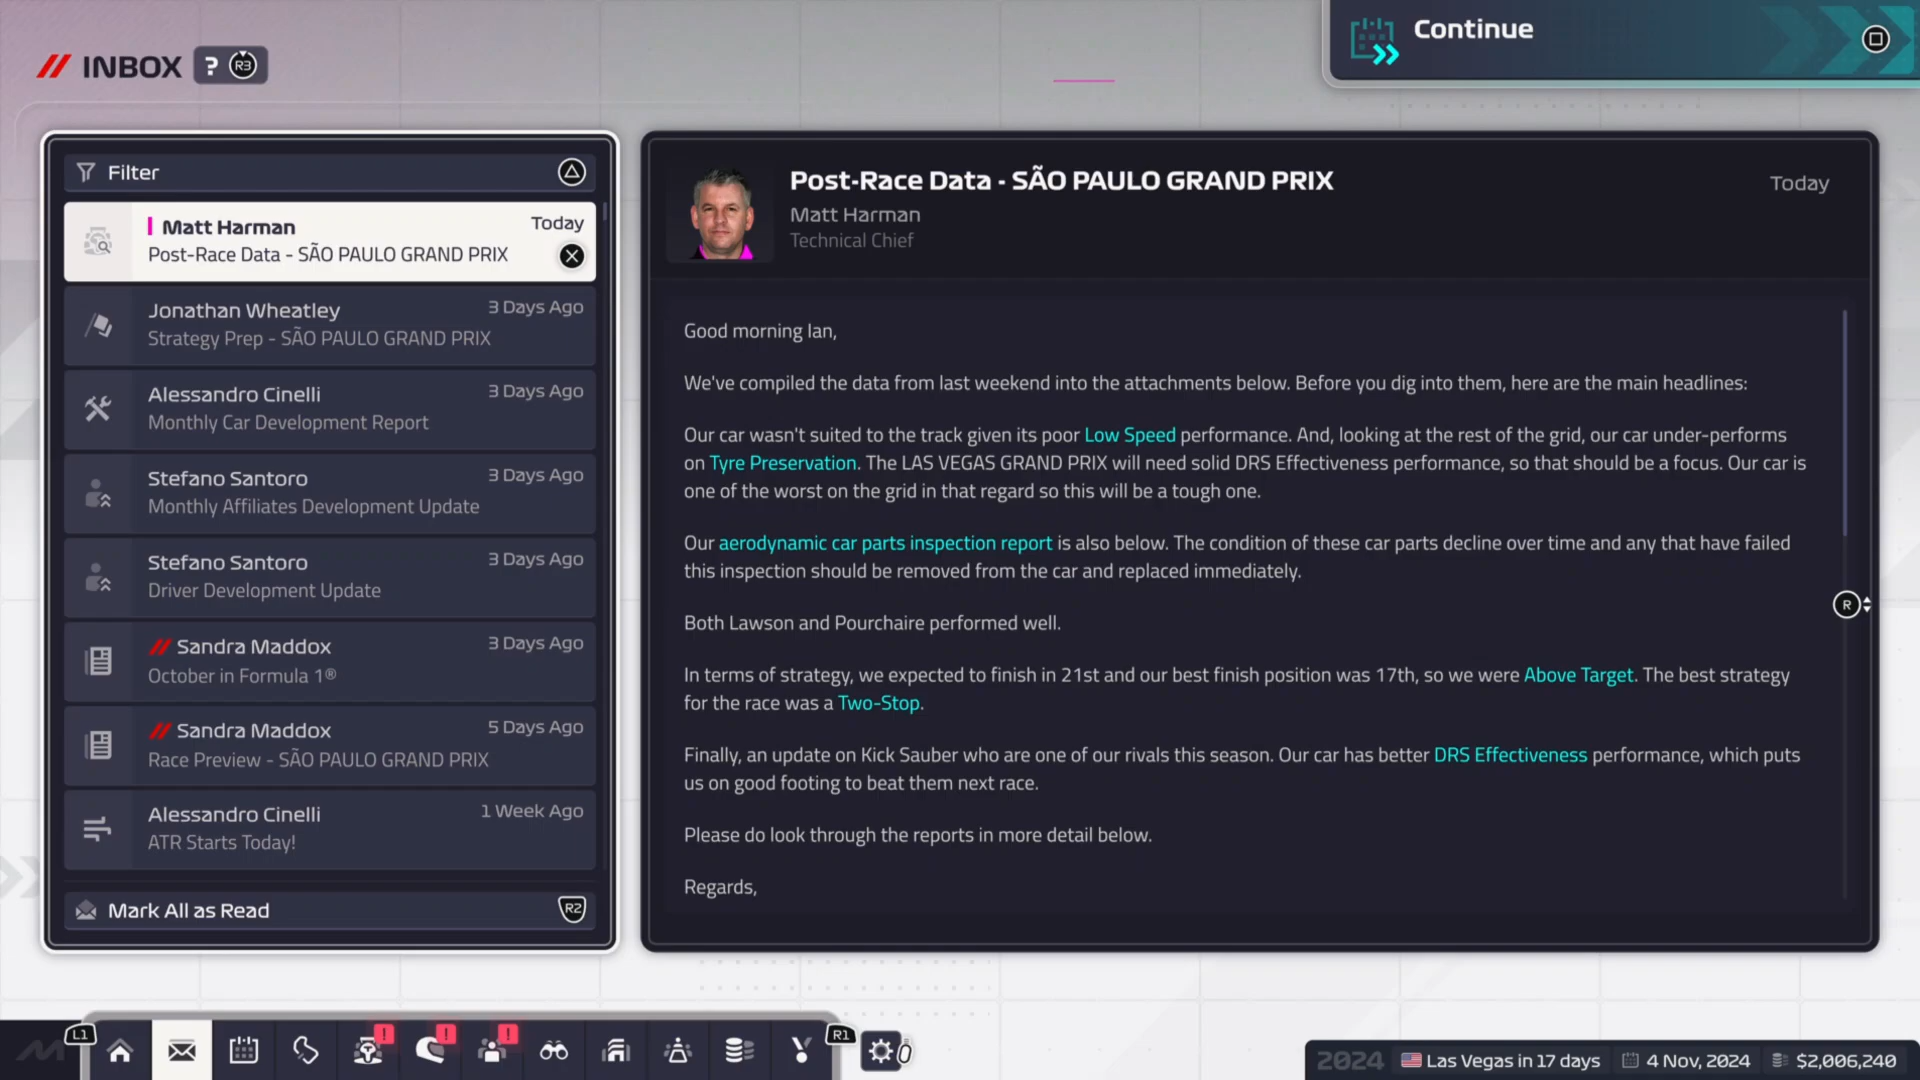 INBOX
?
R3
Continue
Filter
Matt Harman
Today
Post-Race Data - SÃO PAULO GRAND PRIX
Jonathan Wheatley
3 Days Ago
Strategy Prep - SÃO PAULO GRAND PRIX
Alessandro Cinelli
3 Days Ago
Monthly Car Development Report
Stefano Santoro
3 Days Ago
Monthly Affiliates Development Update
Stefano Santoro
3 Days Ago
Driver Development Update
Sandra Maddox
3 Days Ago
October in Formula 1®
Sandra Maddox
5 Days Ago
Race Preview - SÃO PAULO GRAND PRIX
Alessandro Cinelli
1 Week Ago
ATR Starts Today!
Mark All as Read
R2
Post-Race Data - SÃO PAULO GRAND PRIX
Today
Matt Harman
Technical Chief
Good morning Ian,
We've compiled the data from last weekend into the attachments below. Before you dig into them, here are the main headlines:
Our car wasn't suited to the track given its poor Low Speed performance. And, looking at the rest of the grid, our car under-performs
on Tyre Preservation. The LAS VEGAS GRAND PRIX will need solid DRS Effectiveness performance, so that should be a focus. Our car is
one of the worst on the grid in that regard so this will be a tough one.
Our aerodynamic car parts inspection report is also below. The condition of these car parts decline over time and any that have failed
this inspection should be removed from the car and replaced immediately.
Both Lawson and Pourchaire performed well.
In terms of strategy, we expected to finish in 21st and our best finish position was 17th, so we were Above Target. The best strategy
for the race was a Two-Stop.
Finally, an update on Kick Sauber who are one of our rivals this season. Our car has better DRS Effectiveness performance, which puts
us on good footing to beat them next race.
Please do look through the reports in more detail below.
Regards,
R
L1
!
!
!
R1
2024
Las Vegas in 17 days
4 Nov, 2024
$2,006,240